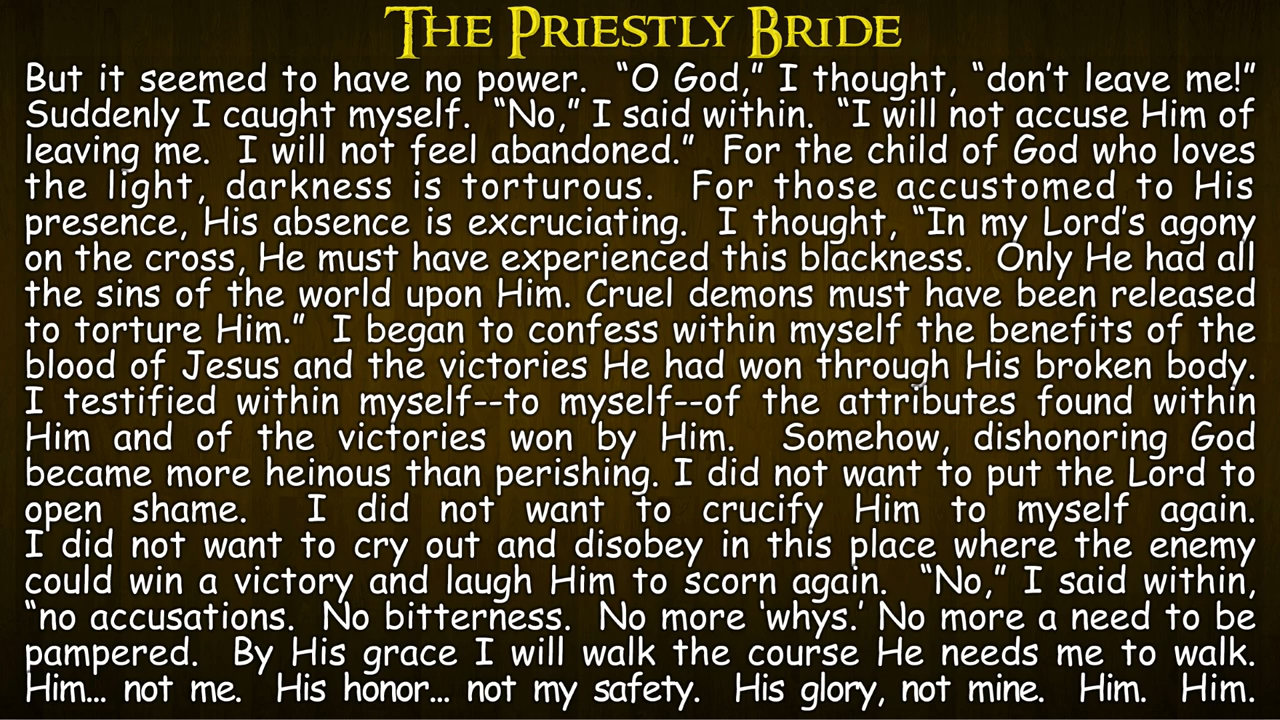 The Priestly Bride
But it seemed to have no power.  “O God,” I thought, “don’t leave me!”
Suddenly I caught myself.  “No,” I said within.  “I will not accuse Him of
leaving me.  I will not feel abandoned.”  For the child of God who loves
the light, darkness is torturous.  For those accustomed to His
presence, His absence is excruciating.  I thought, “In my Lord’s agony
on the cross, He must have experienced this blackness.  Only He had all
the sins of the world upon Him. Cruel demons must have been released
to torture Him.”  I began to confess within myself the benefits of the
blood of Jesus and the victories He had won through His broken body.
I testified within myself--to myself--of the attributes found within
Him and of the victories won by Him.  Somehow, dishonoring God
became more heinous than perishing. I did not want to put the Lord to
open shame.  I did not want to crucify Him to myself again.
I did not want to cry out and disobey in this place where the enemy
could win a victory and laugh Him to scorn again.  “No,” I said within,
“no accusations.  No bitterness.  No more ‘whys.’ No more a need to be
pampered.  By His grace I will walk the course He needs me to walk.
Him... not me.  His honor... not my safety.  His glory, not mine.  Him.  Him.